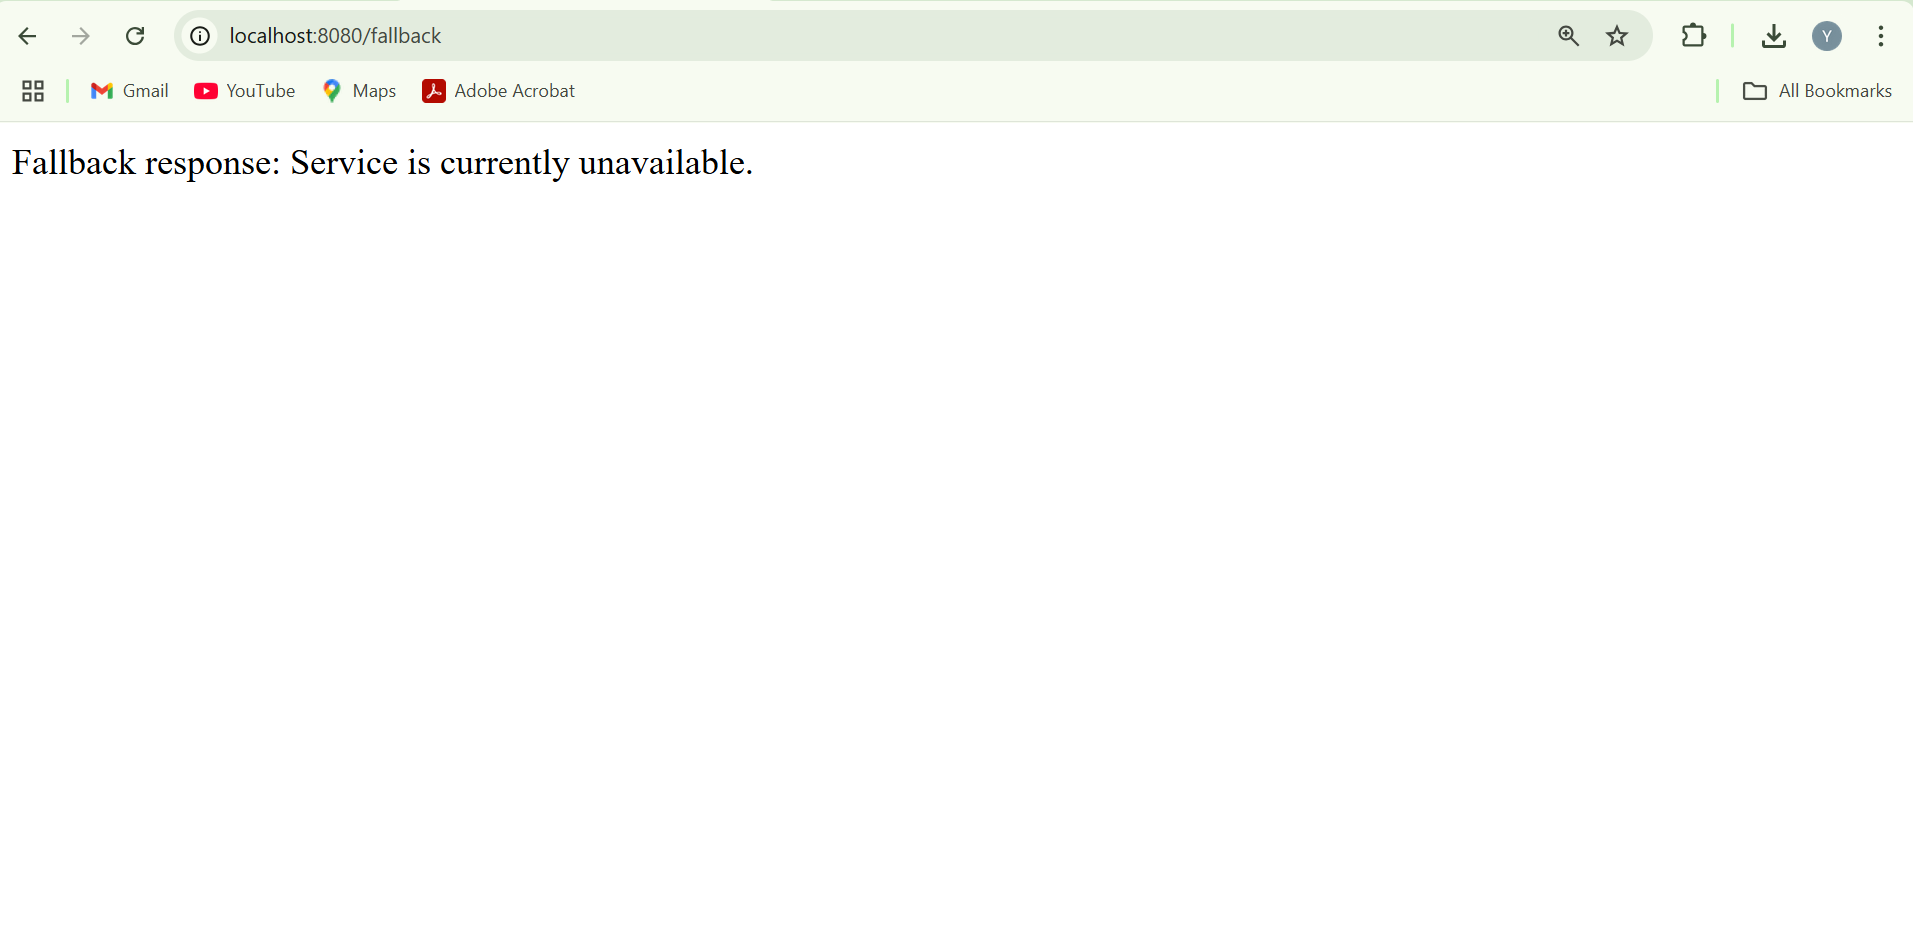 localhost:8080/fallback
Y
Gmail
YouTube
Maps
Adobe Acrobat
All Bookmarks
Fallback response: Service is currently unavailable.